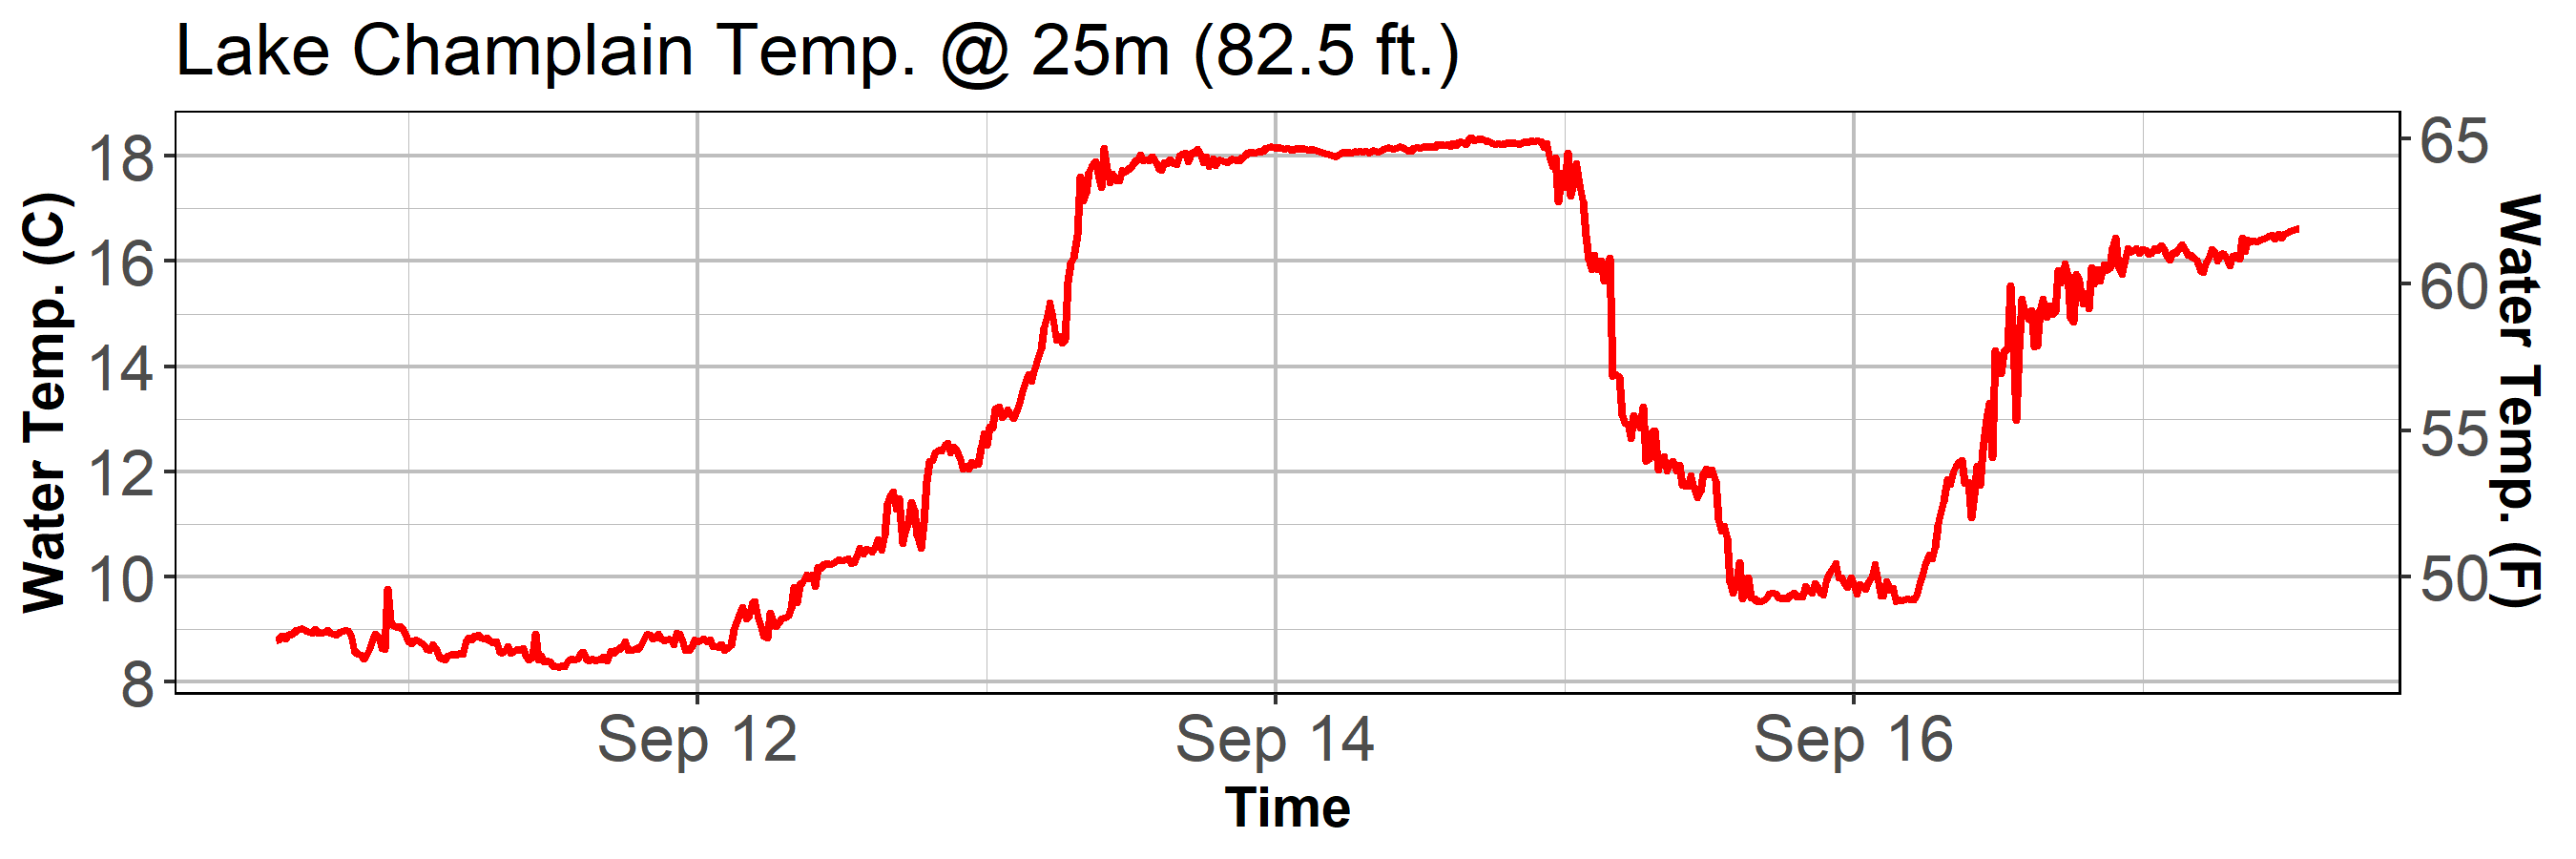 Lake Champlain Temp. @ 25m (82.5 ft.)
Water Temp. (C)
18
16
14
12
10
8
65
60
55
50
Water Temp. (F)
Sep 12
Sep 14
Sep 16
Time